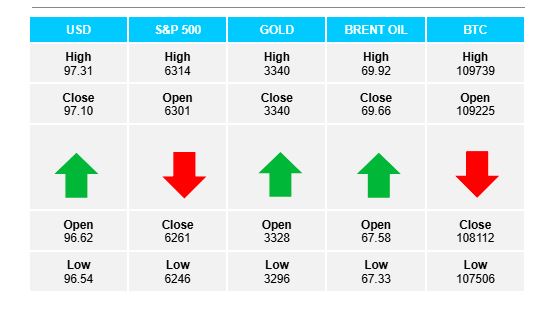 USD S&P 500 GOLD BRENT OIL BTC
High High High High High
97.31 6314 3340 69.92 109739
Close Open Close Close Open
97.10 6301 3340 69.66 109225
Open Close Open Open Close
96.62 6261 3328 67.58 108112
Low Low Low Low Low
96.54 6246 3296 67.33 107506